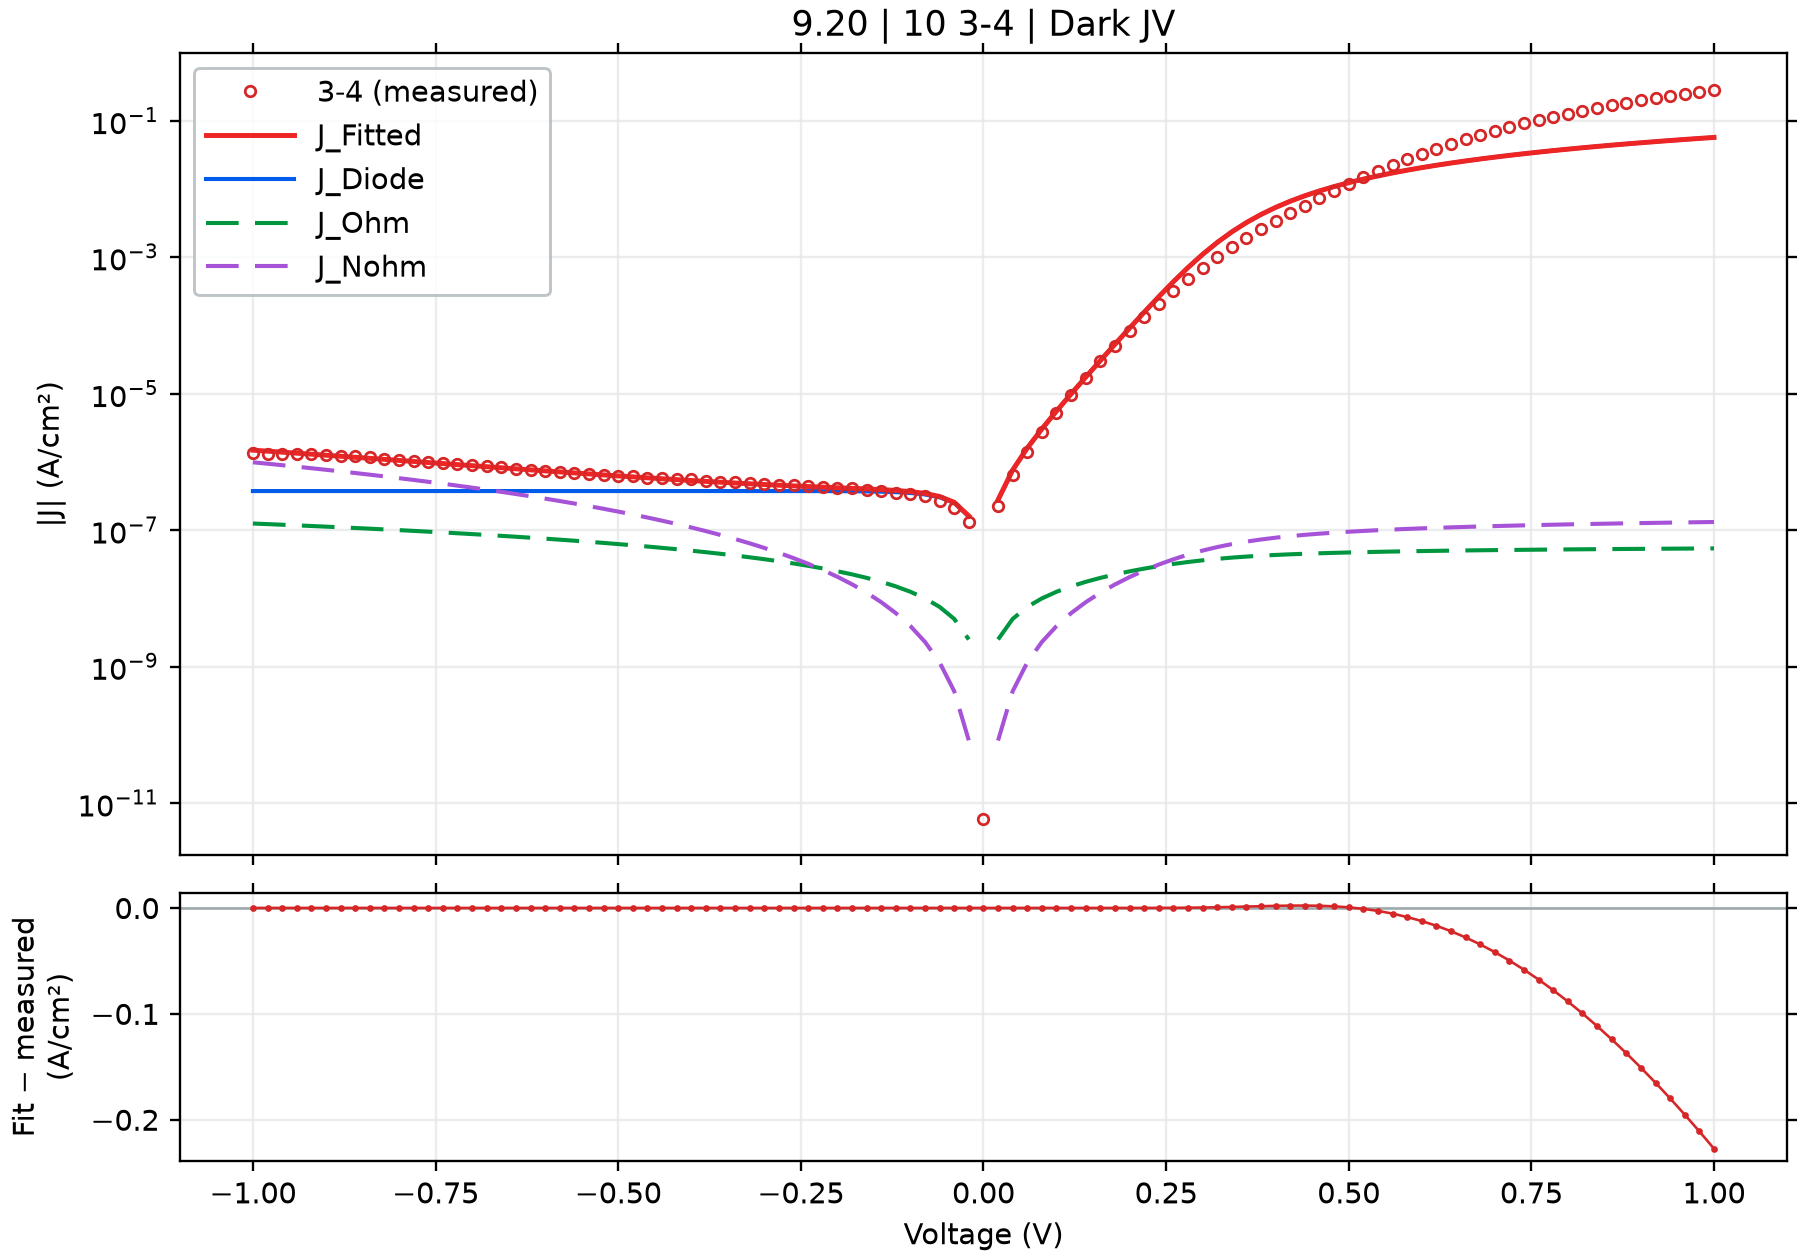 9.20 | 10 3-4 | Dark JV
3-4 (measured)
J_Fitted
J_Diode
J_Ohm
J_Nohm
|J| (A/cm²)
10⁻¹
10⁻³
10⁻⁵
10⁻⁷
10⁻⁹
10⁻¹¹
Fit − measured
(A/cm²)
0.0
−0.1
−0.2
−1.00 −0.75 −0.50 −0.25 0.00 0.25 0.50 0.75 1.00
Voltage (V)